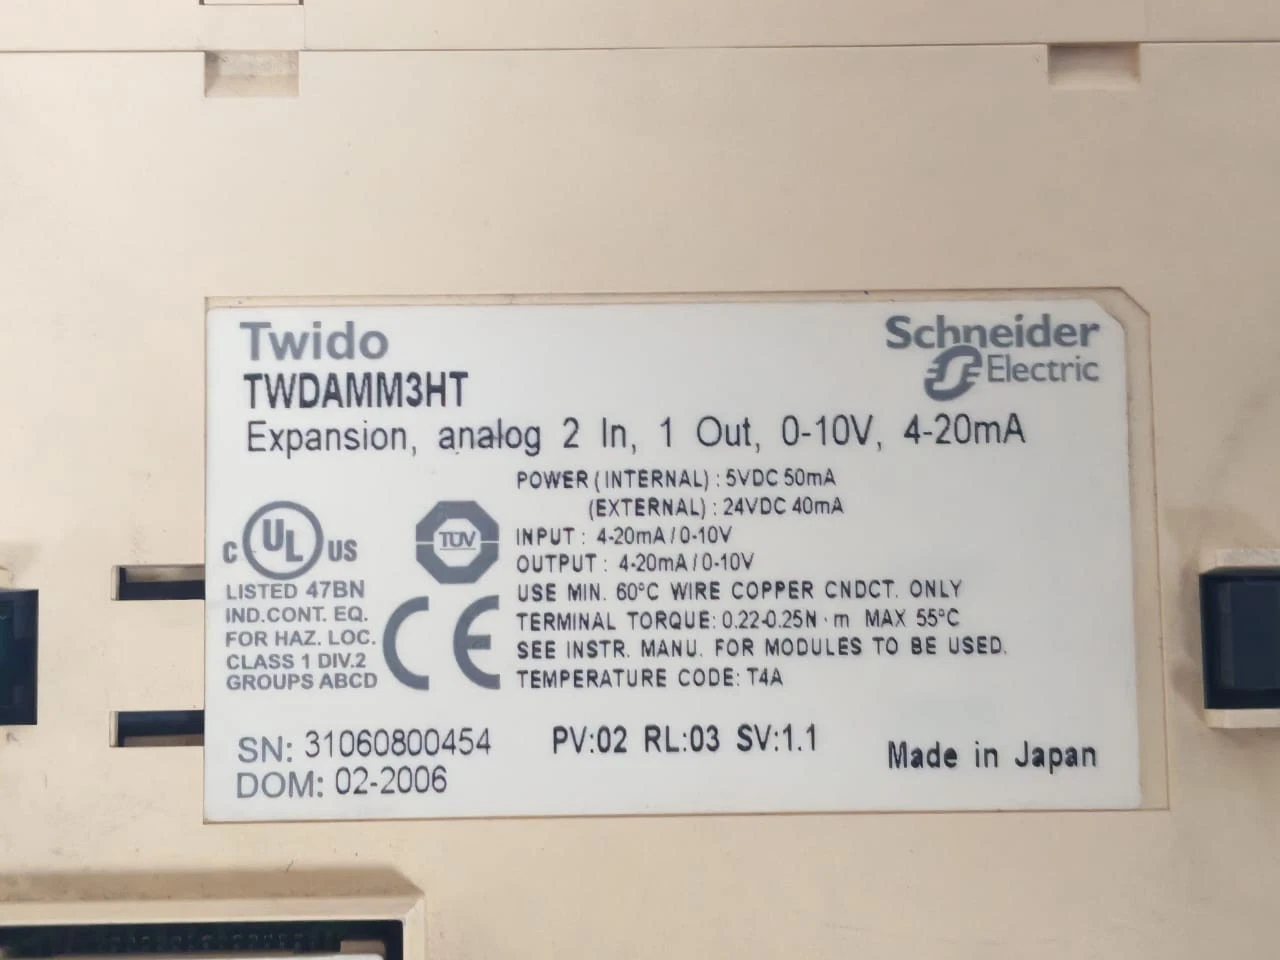 Twido
Schneider
Electric
TWDAMM3HT
Expansion, analog 2 In, 1 Out, 0-10V, 4-20mA
POWER (INTERNAL) : 5VDC 50mA
(EXTERNAL) : 24VDC 40mA
INPUT : 4-20mA / 0-10V
OUTPUT : 4-20mA / 0-10V
USE MIN. 60°C WIRE COPPER CNDCT. ONLY
TERMINAL TORQUE: 0.22-0.25N·m MAX 55°C
SEE INSTR. MANU. FOR MODULES TO BE USED.
TEMPERATURE CODE: T4A
C UL US
LISTED 47BN
IND.CONT. EQ.
FOR HAZ. LOC.
CLASS 1 DIV.2
GROUPS ABCD
TUV
CE
SN: 31060800454 PV:02 RL:03 SV:1.1
DOM: 02-2006
Made in Japan